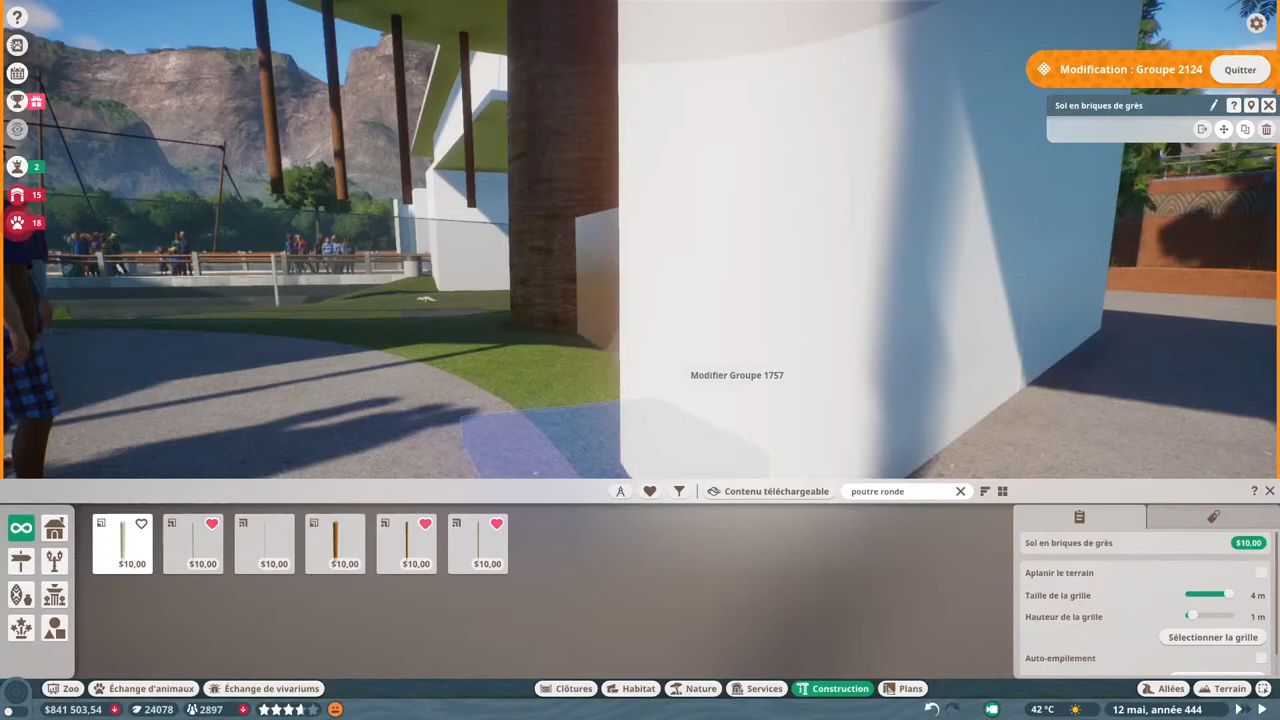 ?
Modification : Groupe 2124
Quitter
Sol en briques de grès
?
2
15
18
Modifier Groupe 1757
Contenu téléchargeable
poutre ronde
?
$10,00
$10,00
$10,00
$10,00
$10,00
$10,00
Sol en briques de grès
$10,00
Aplanir le terrain
Taille de la grille
4 m
Hauteur de la grille
1 m
Sélectionner la grille
Auto-empilement
Zoo
Échange d'animaux
Échange de vivariums
Clôtures
Habitat
Nature
Services
Construction
Plans
Allées
Terrain
$841 503,54
24078
2897
42 °C
12 mai, année 444